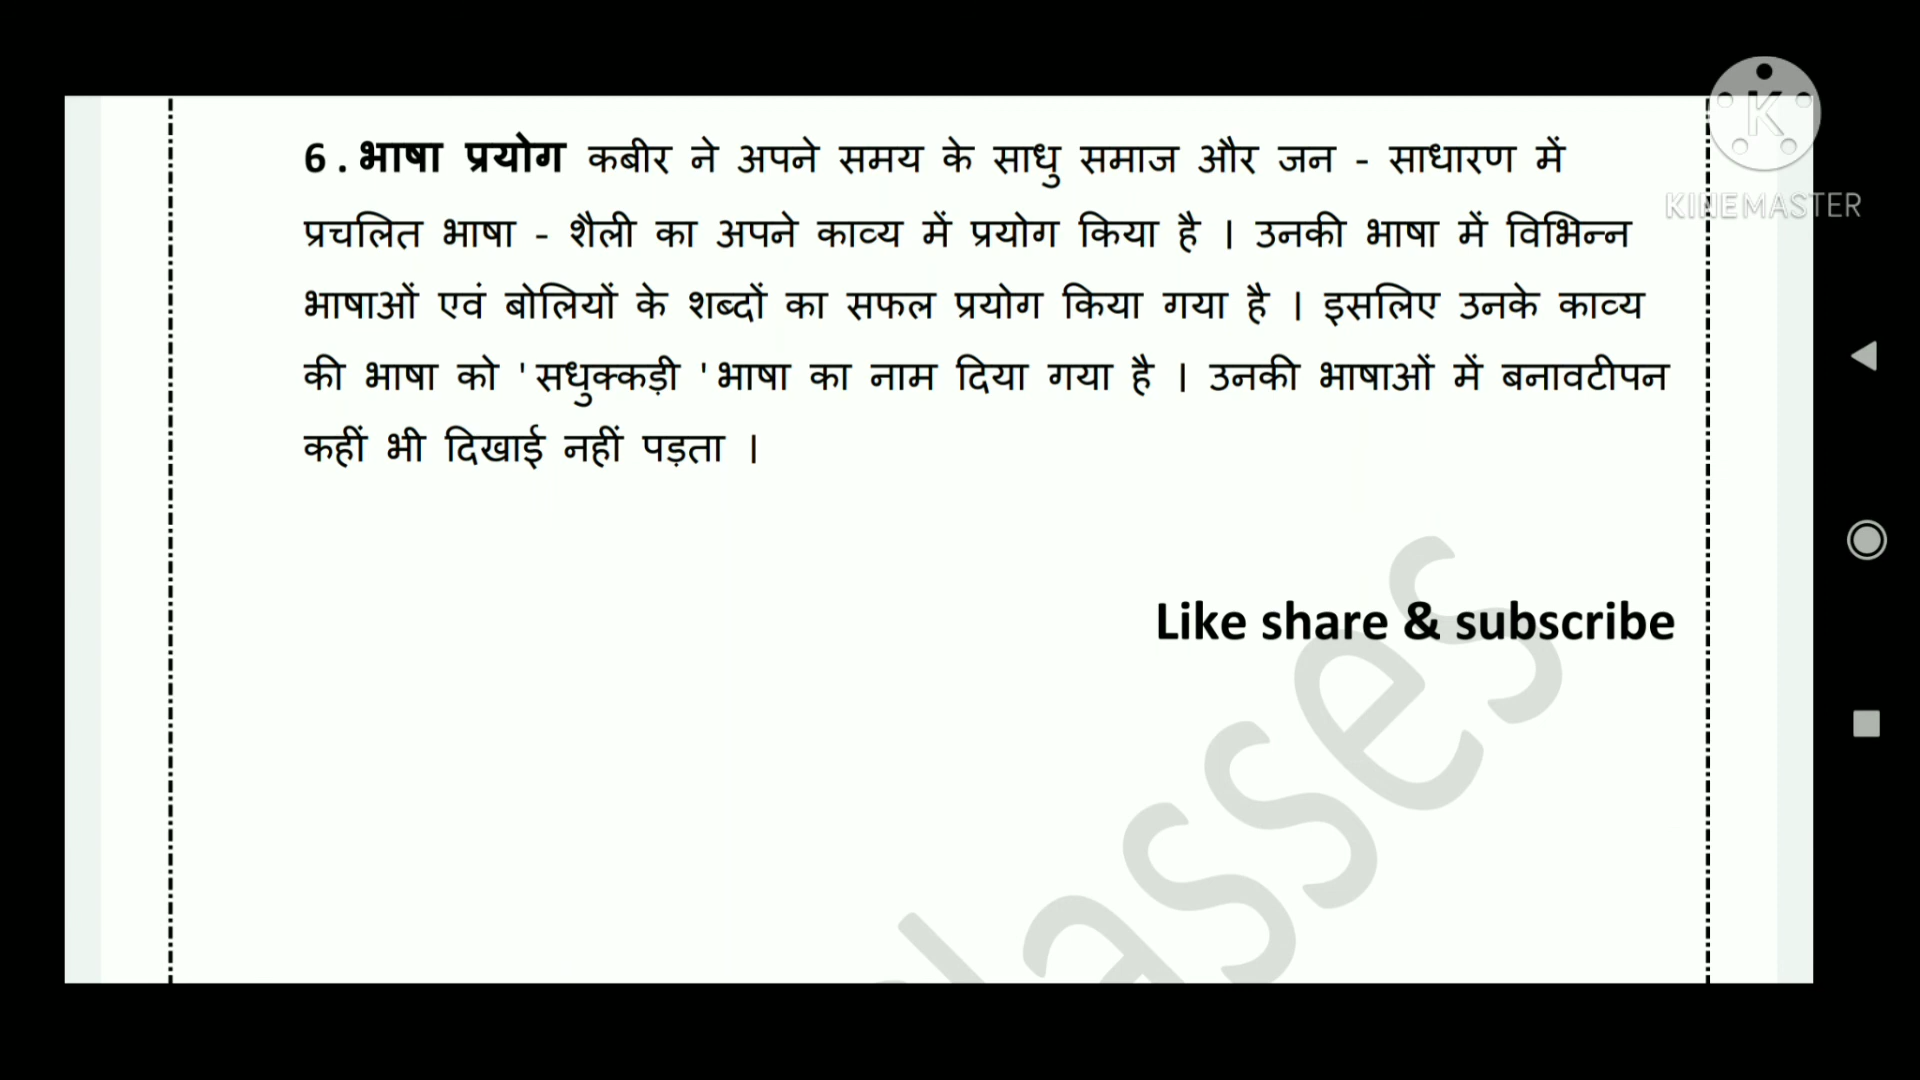 6 . भाषा प्रयोग कबीर ने अपने समय के साधु समाज और जन - साधारण में
प्रचलित भाषा - शैली का अपने काव्य में प्रयोग किया है । उनकी भाषा में विभिन्न
भाषाओं एवं बोलियों के शब्दों का सफल प्रयोग किया गया है । इसलिए उनके काव्य
की भाषा को ' सधुक्कड़ी ' भाषा का नाम दिया गया है । उनकी भाषाओं में बनावटीपन
कहीं भी दिखाई नहीं पड़ता ।
K
KINEMASTER
Like share & subscribe
lasses